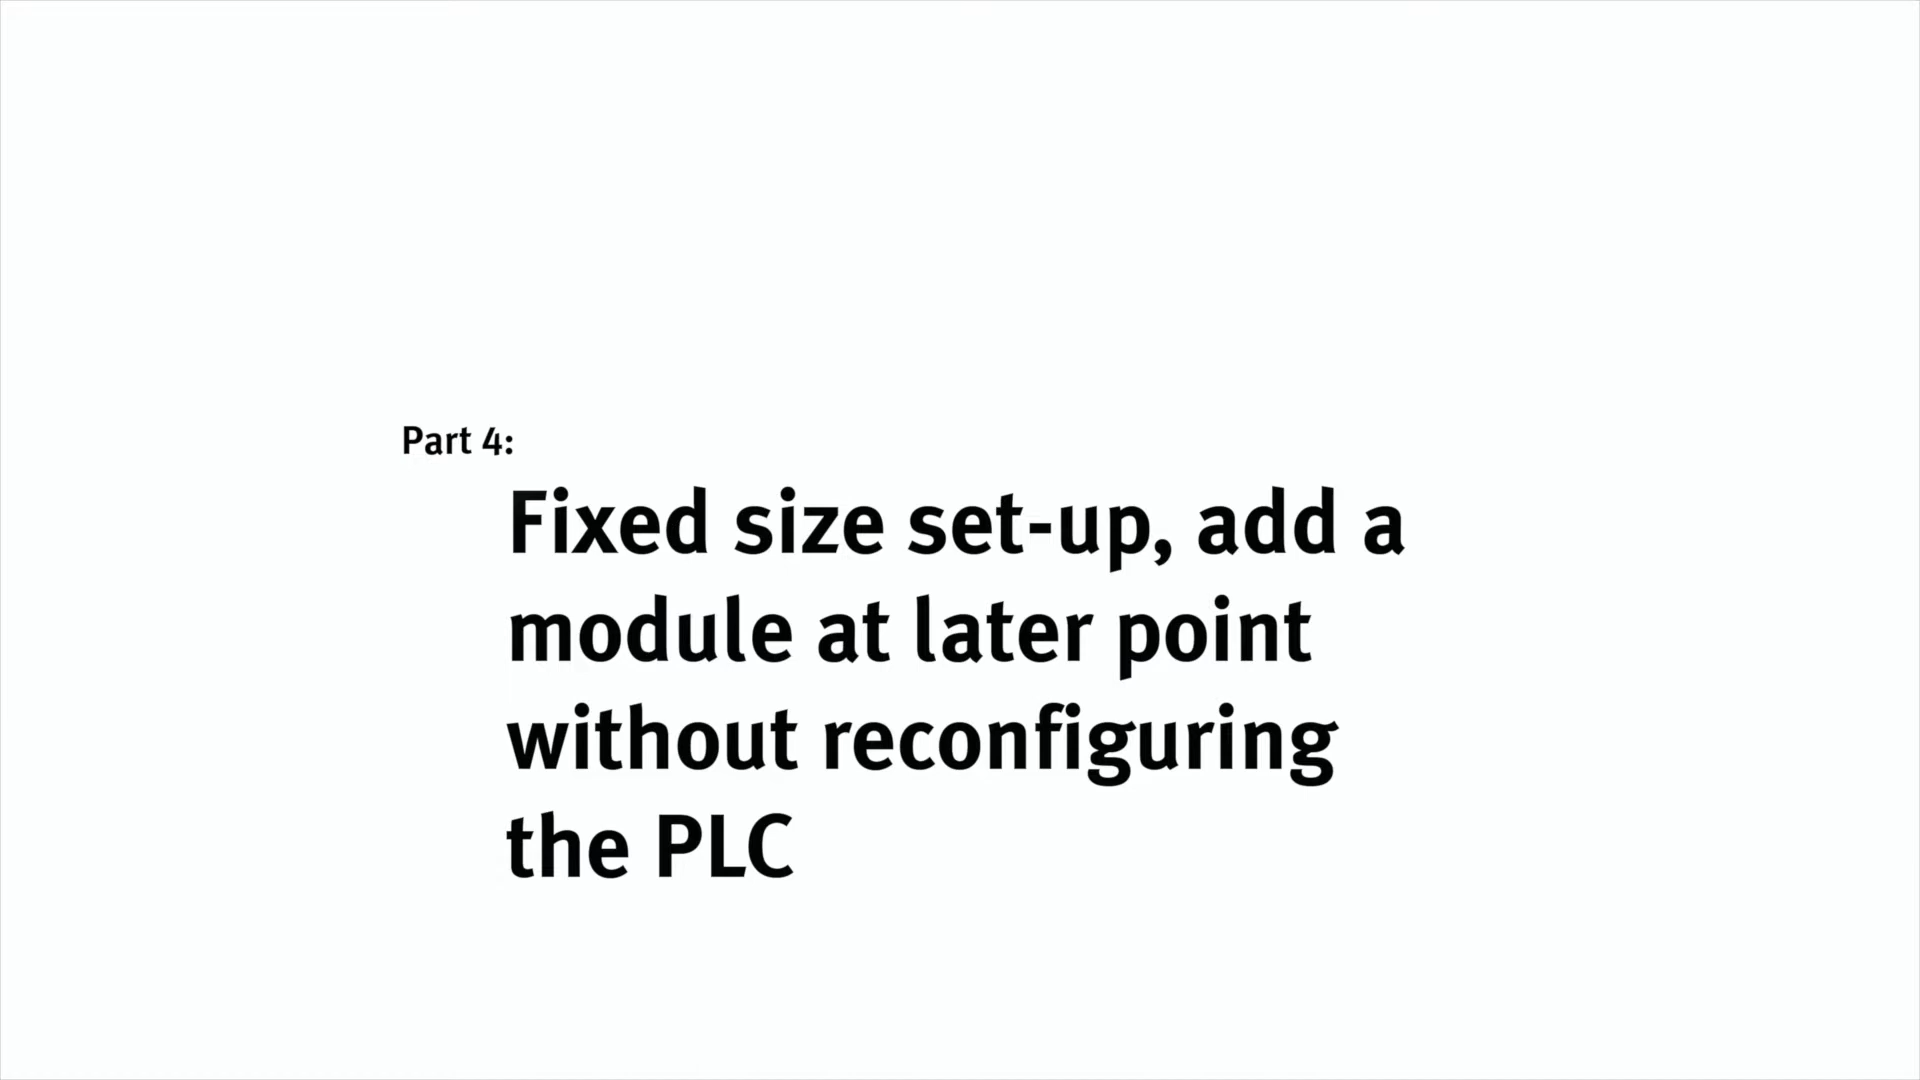 Part 4:
Fixed size set-up, add a
module at later point
without reconfiguring
the PLC